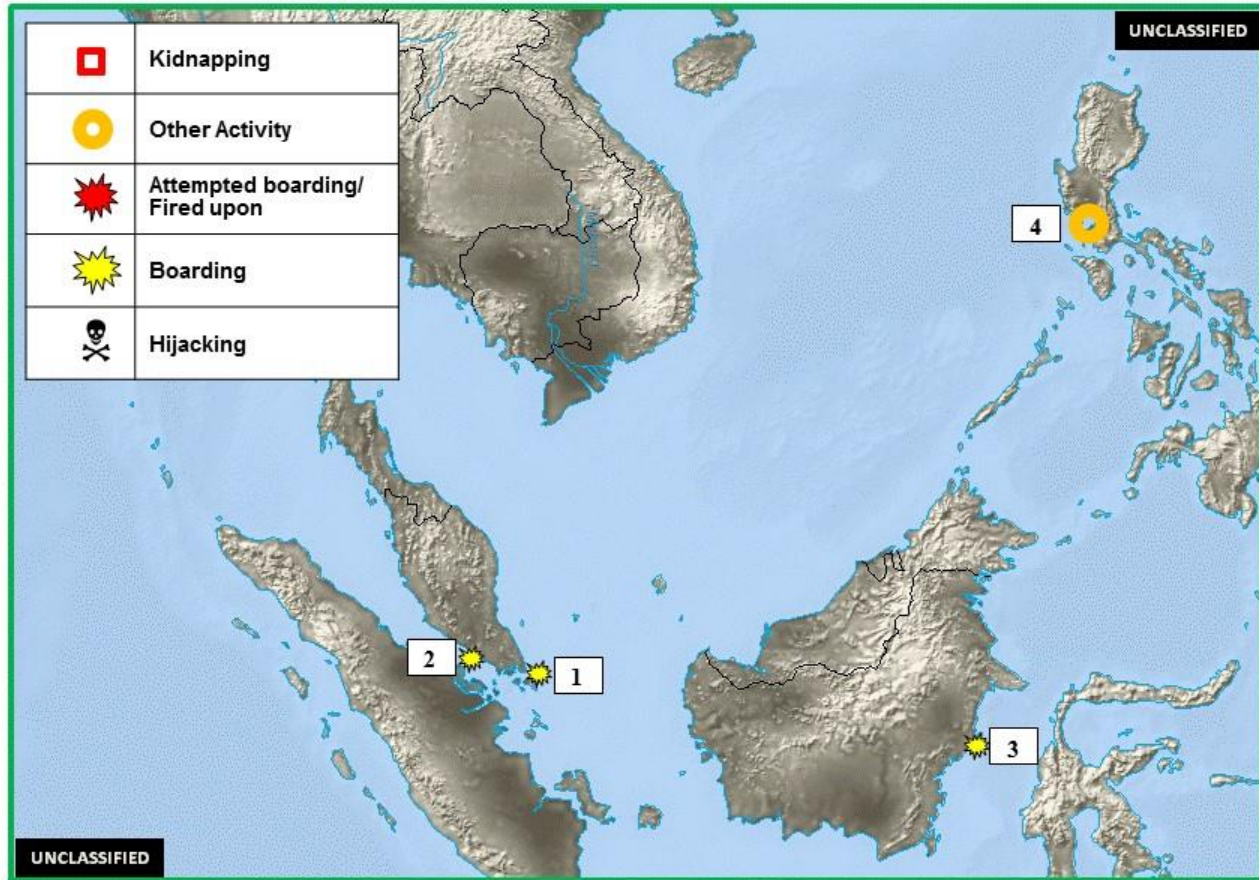 UNCLASSIFIED
Kidnapping
Other Activity
Attempted boarding/
Fired upon
Boarding
Hijacking
4
2
1
3
UNCLASSIFIED